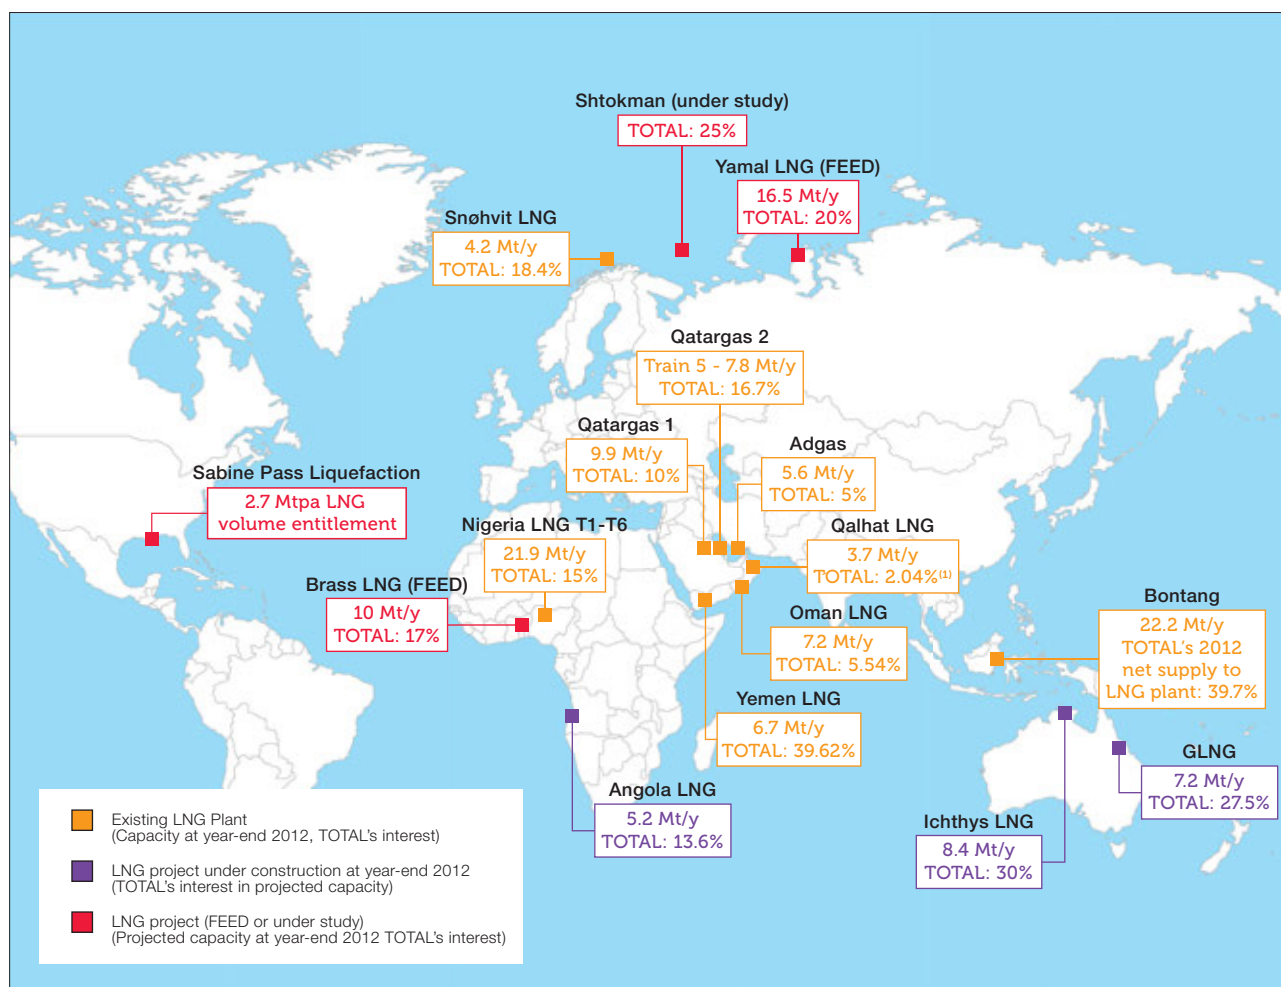 Shtokman (under study)
TOTAL: 25%
Yamal LNG (FEED)
16.5 Mt/y
TOTAL: 20%
Snøhvit LNG
4.2 Mt/y
TOTAL: 18.4%
Qatargas 2
Train 5 - 7.8 Mt/y
TOTAL: 16.7%
Qatargas 1
9.9 Mt/y
TOTAL: 10%
Adgas
5.6 Mt/y
TOTAL: 5%
Sabine Pass Liquefaction
2.7 Mtpa LNG
volume entitlement
Nigeria LNG T1-T6
21.9 Mt/y
TOTAL: 15%
Qalhat LNG
3.7 Mt/y
TOTAL: 2.04%(1)
Brass LNG (FEED)
10 Mt/y
TOTAL: 17%
Oman LNG
7.2 Mt/y
TOTAL: 5.54%
Bontang
22.2 Mt/y
TOTAL's 2012
net supply to
LNG plant: 39.7%
Yemen LNG
6.7 Mt/y
TOTAL: 39.62%
GLNG
7.2 Mt/y
TOTAL: 27.5%
Angola LNG
5.2 Mt/y
TOTAL: 13.6%
Ichthys LNG
8.4 Mt/y
TOTAL: 30%
Existing LNG Plant
(Capacity at year-end 2012, TOTAL's interest)
LNG project under construction at year-end 2012
(TOTAL's interest in projected capacity)
LNG project (FEED or under study)
(Projected capacity at year-end 2012 TOTAL's interest)